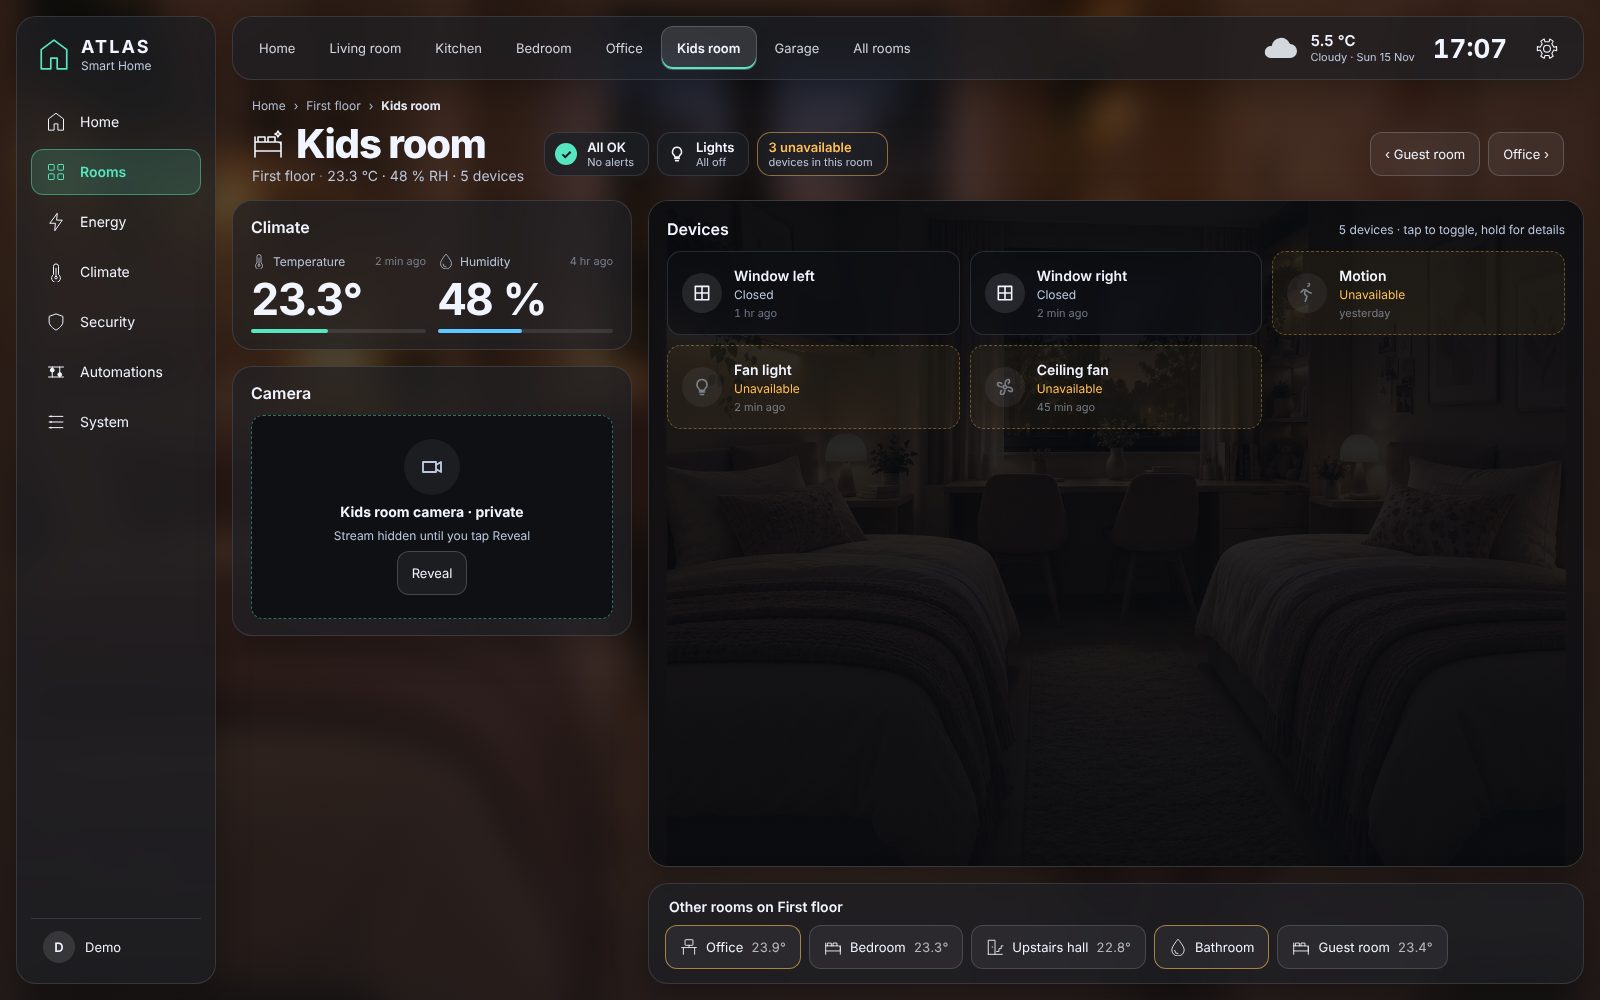 ATLAS
Smart Home
Home
Rooms
Energy
Climate
Security
Automations
System
D Demo
Home Living room Kitchen Bedroom Office Kids room Garage All rooms
5.5 °C
Cloudy · Sun 15 Nov
17:07
Home › First floor › Kids room
Kids room
First floor · 23.3 °C · 48 % RH · 5 devices
All OK
No alerts
Lights
All off
3 unavailable
devices in this room
‹ Guest room
Office ›
Climate
Temperature 2 min ago
23.3°
Humidity 4 hr ago
48 %
Camera
Kids room camera · private
Stream hidden until you tap Reveal
Reveal
Devices
5 devices · tap to toggle, hold for details
Window left
Closed
1 hr ago
Window right
Closed
2 min ago
Motion
Unavailable
yesterday
Fan light
Unavailable
2 min ago
Ceiling fan
Unavailable
45 min ago
Other rooms on First floor
Office 23.9°
Bedroom 23.3°
Upstairs hall 22.8°
Bathroom
Guest room 23.4°